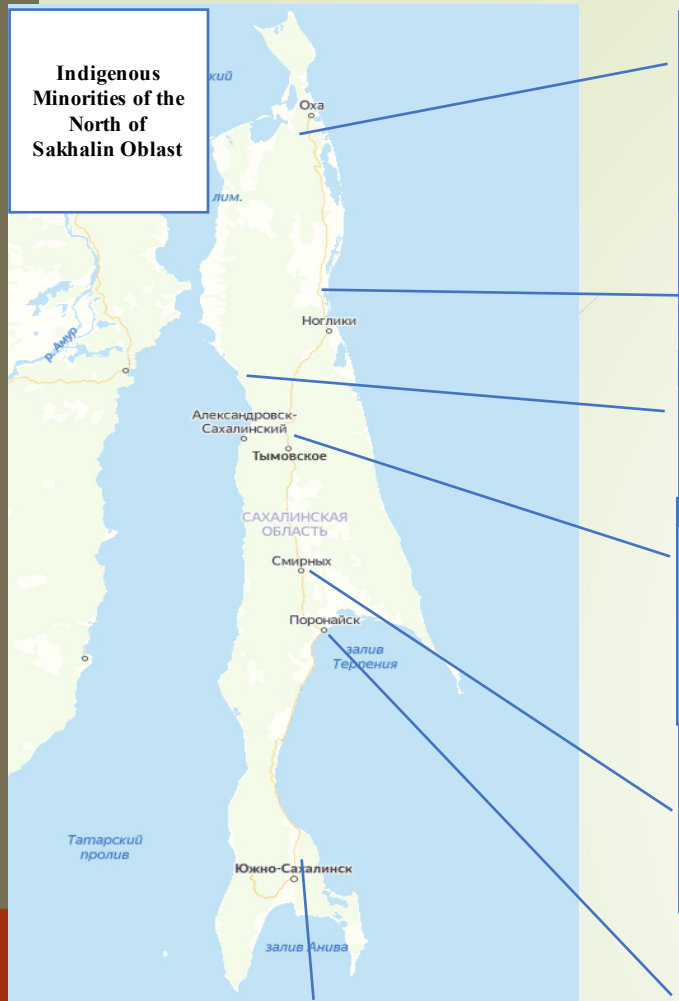 Indigenous
Minorities of the
North of
Sakhalin Oblast
кий
Оха
лим.
Ноглики
р. Амур
Александровск-
Сахалинский
Тымовское
САХАЛИНСКАЯ
ОБЛАСТЬ
Смирных
Поронайск
залив
Терпения
Татарский
пролив
Южно-Сахалинск
залив Анива